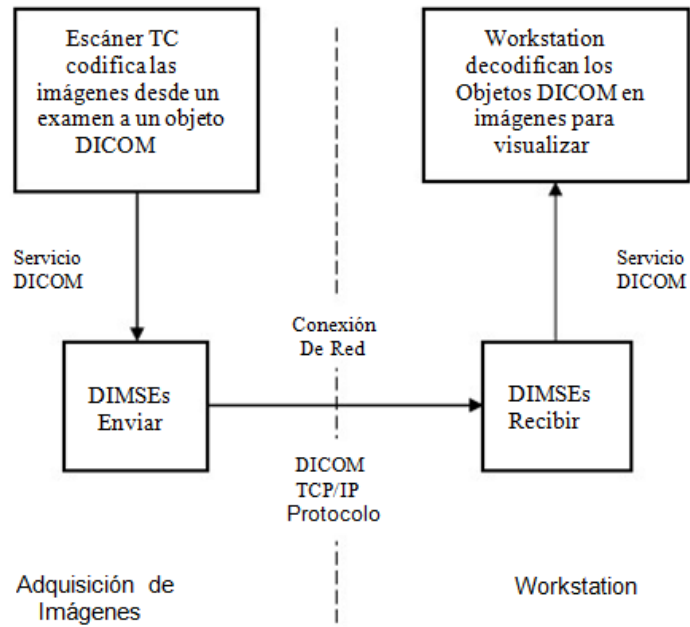 Escáner TC
codifica las
imágenes desde un
examen a un objeto
DICOM
Workstation
decodifican los
Objetos DICOM en
imágenes para
visualizar
Servicio
DICOM
Servicio
DICOM
Conexión
De Red
DIMSEs
Enviar
DIMSEs
Recibir
DICOM
TCP/IP
Protocolo
Adquisición de
Imágenes
Workstation